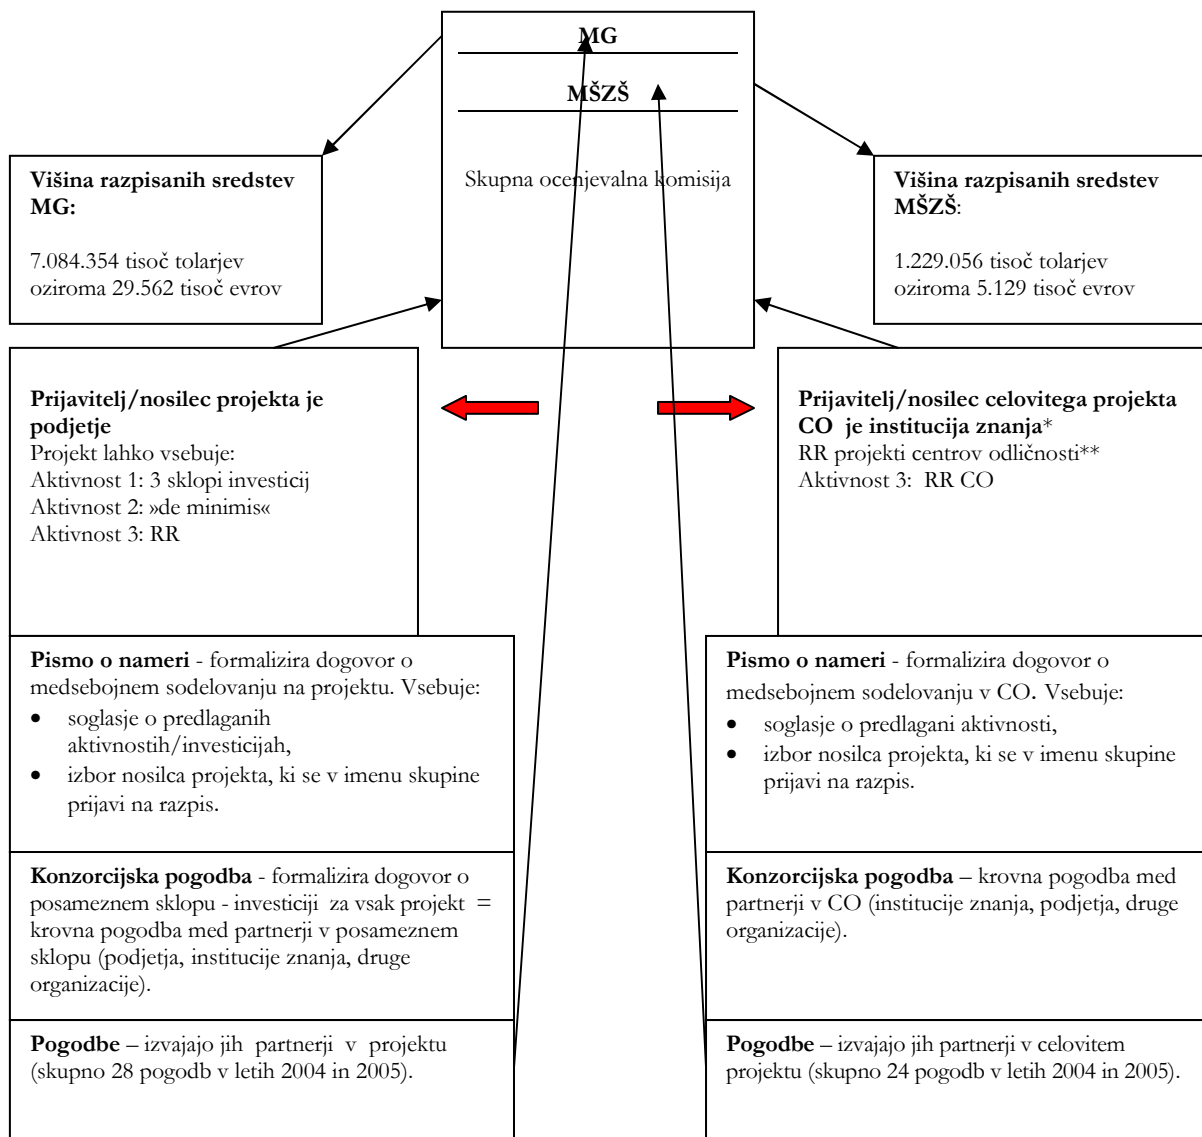 MG
MŠZŠ
Skupna ocenjevalna komisija
Višina razpisanih sredstev
MG:
7.084.354 tisoč tolarjev
oziroma 29.562 tisoč evrov
Višina razpisanih sredstev
MŠZŠ:
1.229.056 tisoč tolarjev
oziroma 5.129 tisoč evrov
Prijavitelj/nosilec projekta je
podjetje
Projekt lahko vsebuje:
Aktivnost 1: 3 sklopi investicij
Aktivnost 2: »de minimis«
Aktivnost 3: RR
Prijavitelj/nosilec celovitega projekta
CO je institucija znanja*
RR projekti centrov odličnosti**
Aktivnost 3: RR CO
Pismo o nameri - formalizira dogovor o
medsebojnem sodelovanju na projektu. Vsebuje:
• soglasje o predlaganih
aktivnostih/investicijah,
• izbor nosilca projekta, ki se v imenu skupine
prijavi na razpis.
Konzorcijska pogodba - formalizira dogovor o
posameznem sklopu - investiciji za vsak projekt =
krovna pogodba med partnerji v posameznem
sklopu (podjetja, institucije znanja, druge
organizacije).
Pogodbe – izvajajo jih partnerji v projektu
(skupno 28 pogodb v letih 2004 in 2005).
Pismo o nameri - formalizira dogovor o
medsebojnem sodelovanju v CO. Vsebuje:
• soglasje o predlagani aktivnosti,
• izbor nosilca projekta, ki se v imenu skupine
prijavi na razpis.
Konzorcijska pogodba – krovna pogodba med
partnerji v CO (institucije znanja, podjetja, druge
organizacije).
Pogodbe – izvajajo jih partnerji v celovitem
projektu (skupno 24 pogodb v letih 2004 in 2005).